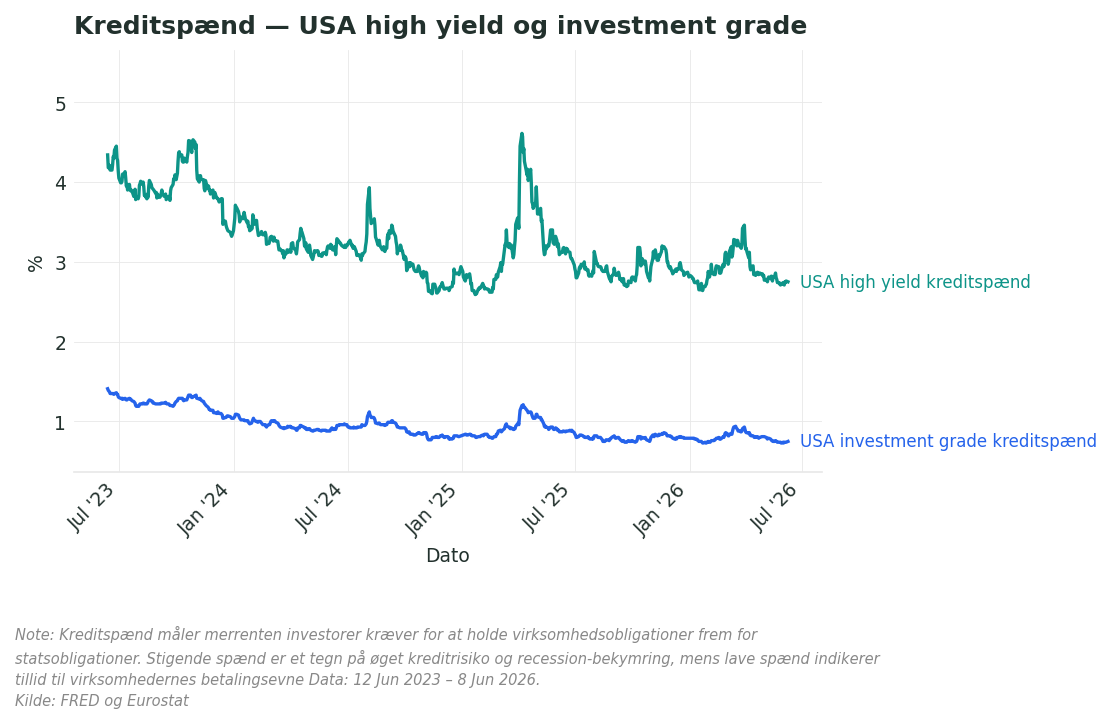 Kreditspænd — USA high yield og investment grade
5
4
3
2
1
%
USA high yield kreditspænd
USA investment grade kreditspænd
Jul '23
Jan '24
Jul '24
Jan '25
Jul '25
Jan '26
Jul '26
Dato
Note: Kreditspænd måler merrenten investorer kræver for at holde virksomhedsobligationer frem for
statsobligationer. Stigende spænd er et tegn på øget kreditrisiko og recession-bekymring, mens lave spænd indikerer
tillid til virksomhedernes betalingsevne Data: 12 Jun 2023 – 8 Jun 2026.
Kilde: FRED og Eurostat